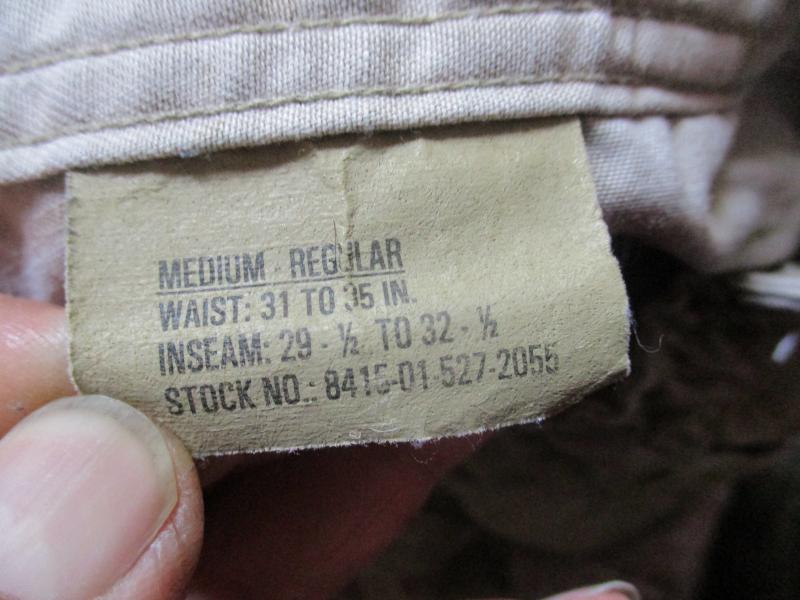 MEDIUM - REGULAR
WAIST: 31 TO 35 IN.
INSEAM: 29 - ½ TO 32 - ½
STOCK NO.: 8415-01-527-2055